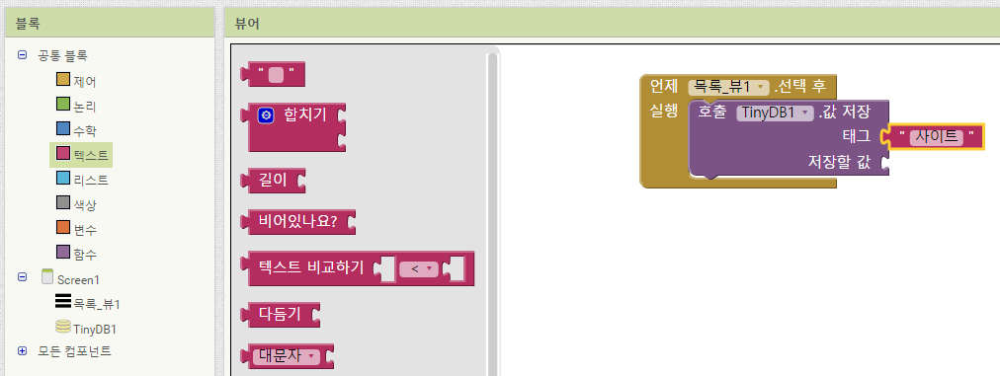 블록
공통 블록
제어
논리
수학
텍스트
리스트
색상
변수
함수
Screen1
목록_뷰1
TinyDB1
모든 컴포넌트
뷰어
" "
합치기
길이
비어있나요?
텍스트 비교하기 <
다듬기
대문자
언제 목록_뷰1 .선택 후
실행 호출 TinyDB1 .값 저장
태그 " 사이트 "
저장할 값